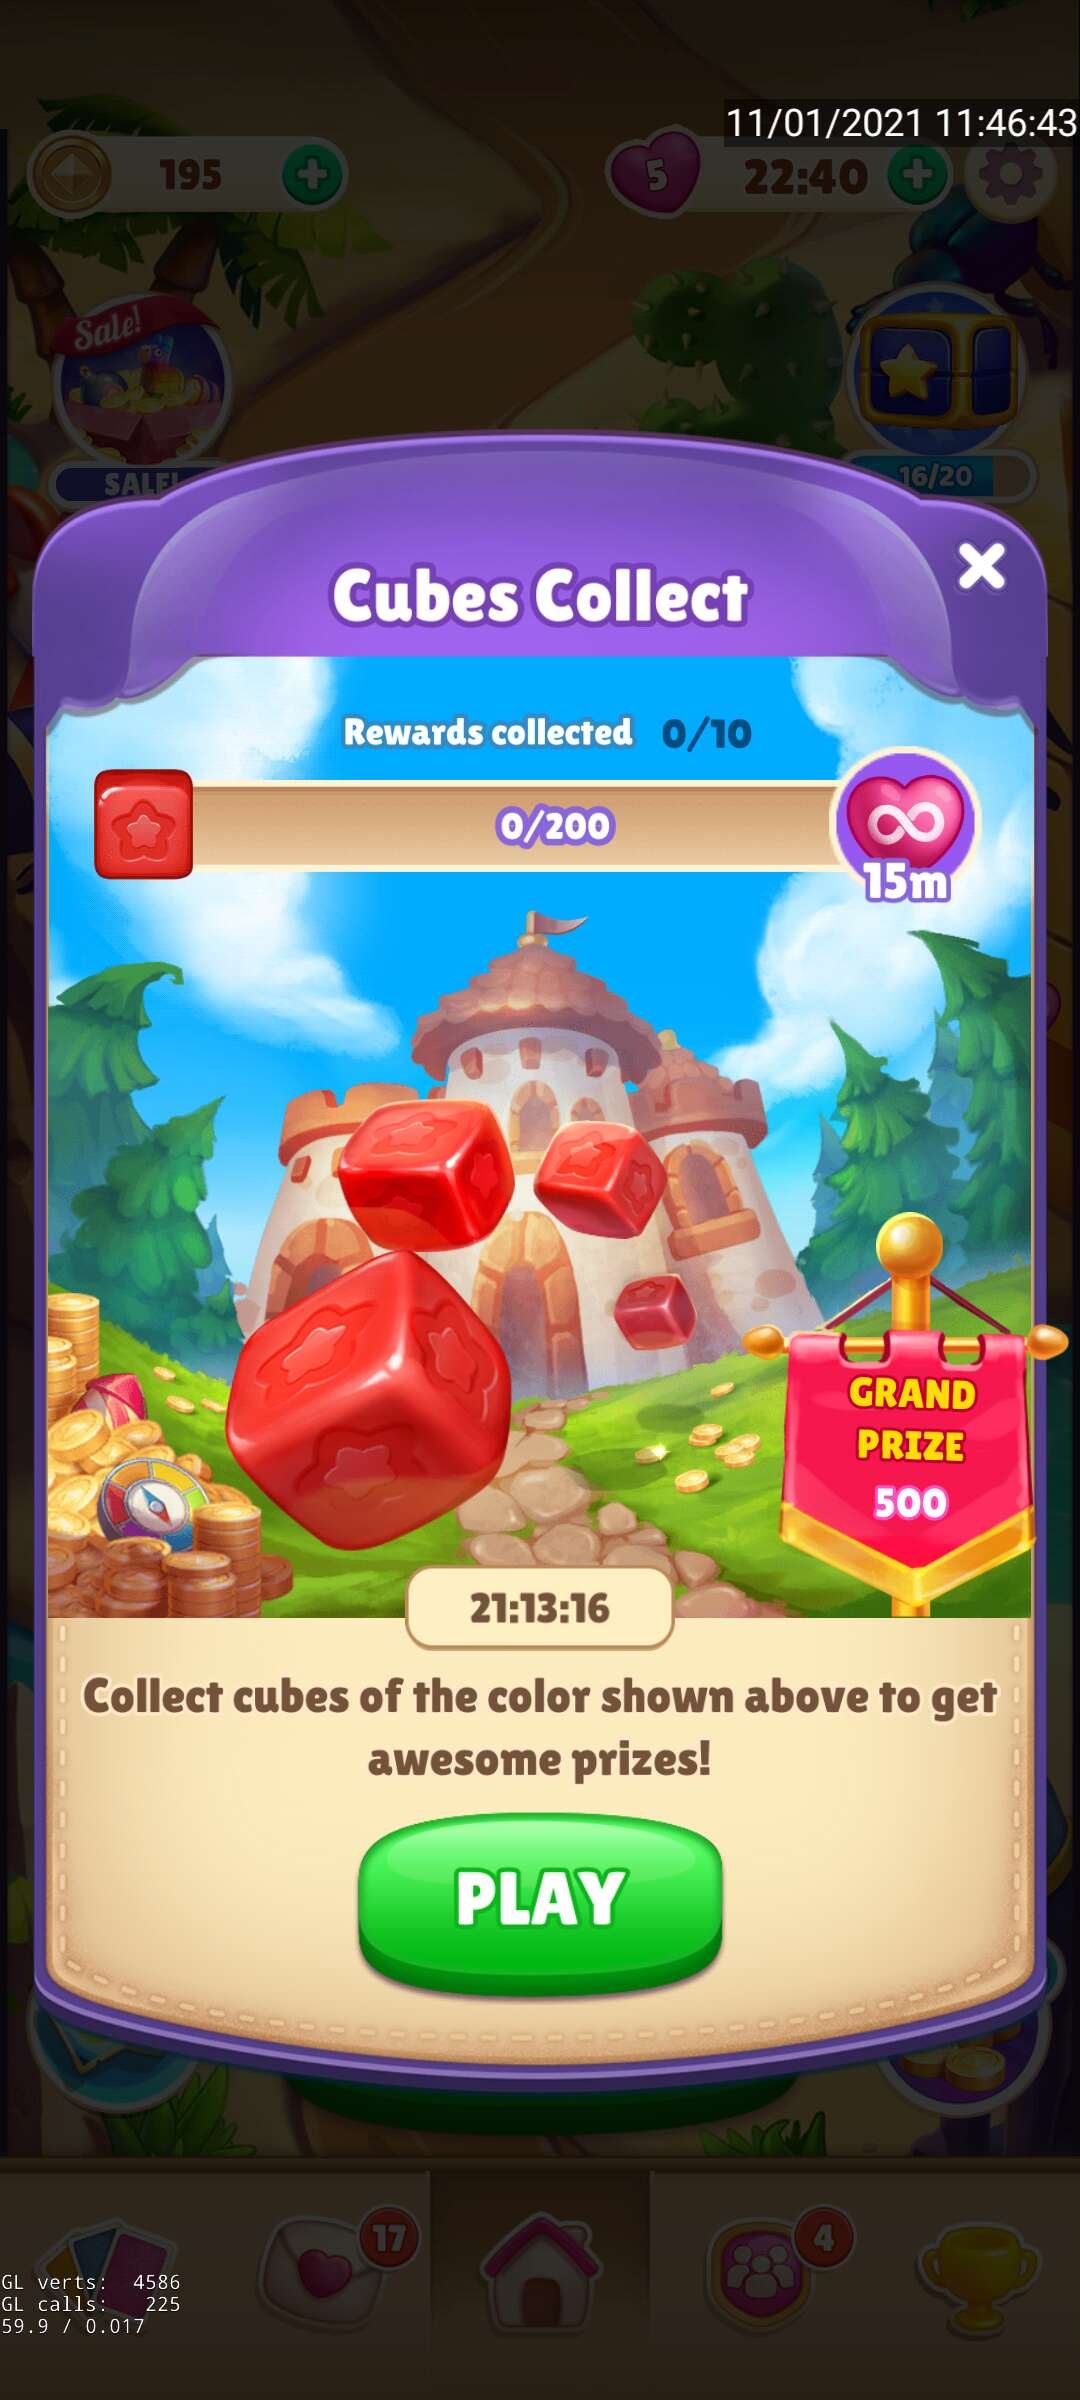 11/01/2021 11:46:43
195
5
22:40
Sale!
SALE!
16/20
Cubes Collect
Rewards collected 0/10
0/200
15m
GRAND
PRIZE
500
21:13:16
Collect cubes of the color shown above to get
awesome prizes!
PLAY
17
4
GL verts: 4586
GL calls: 225
59.9 / 0.017